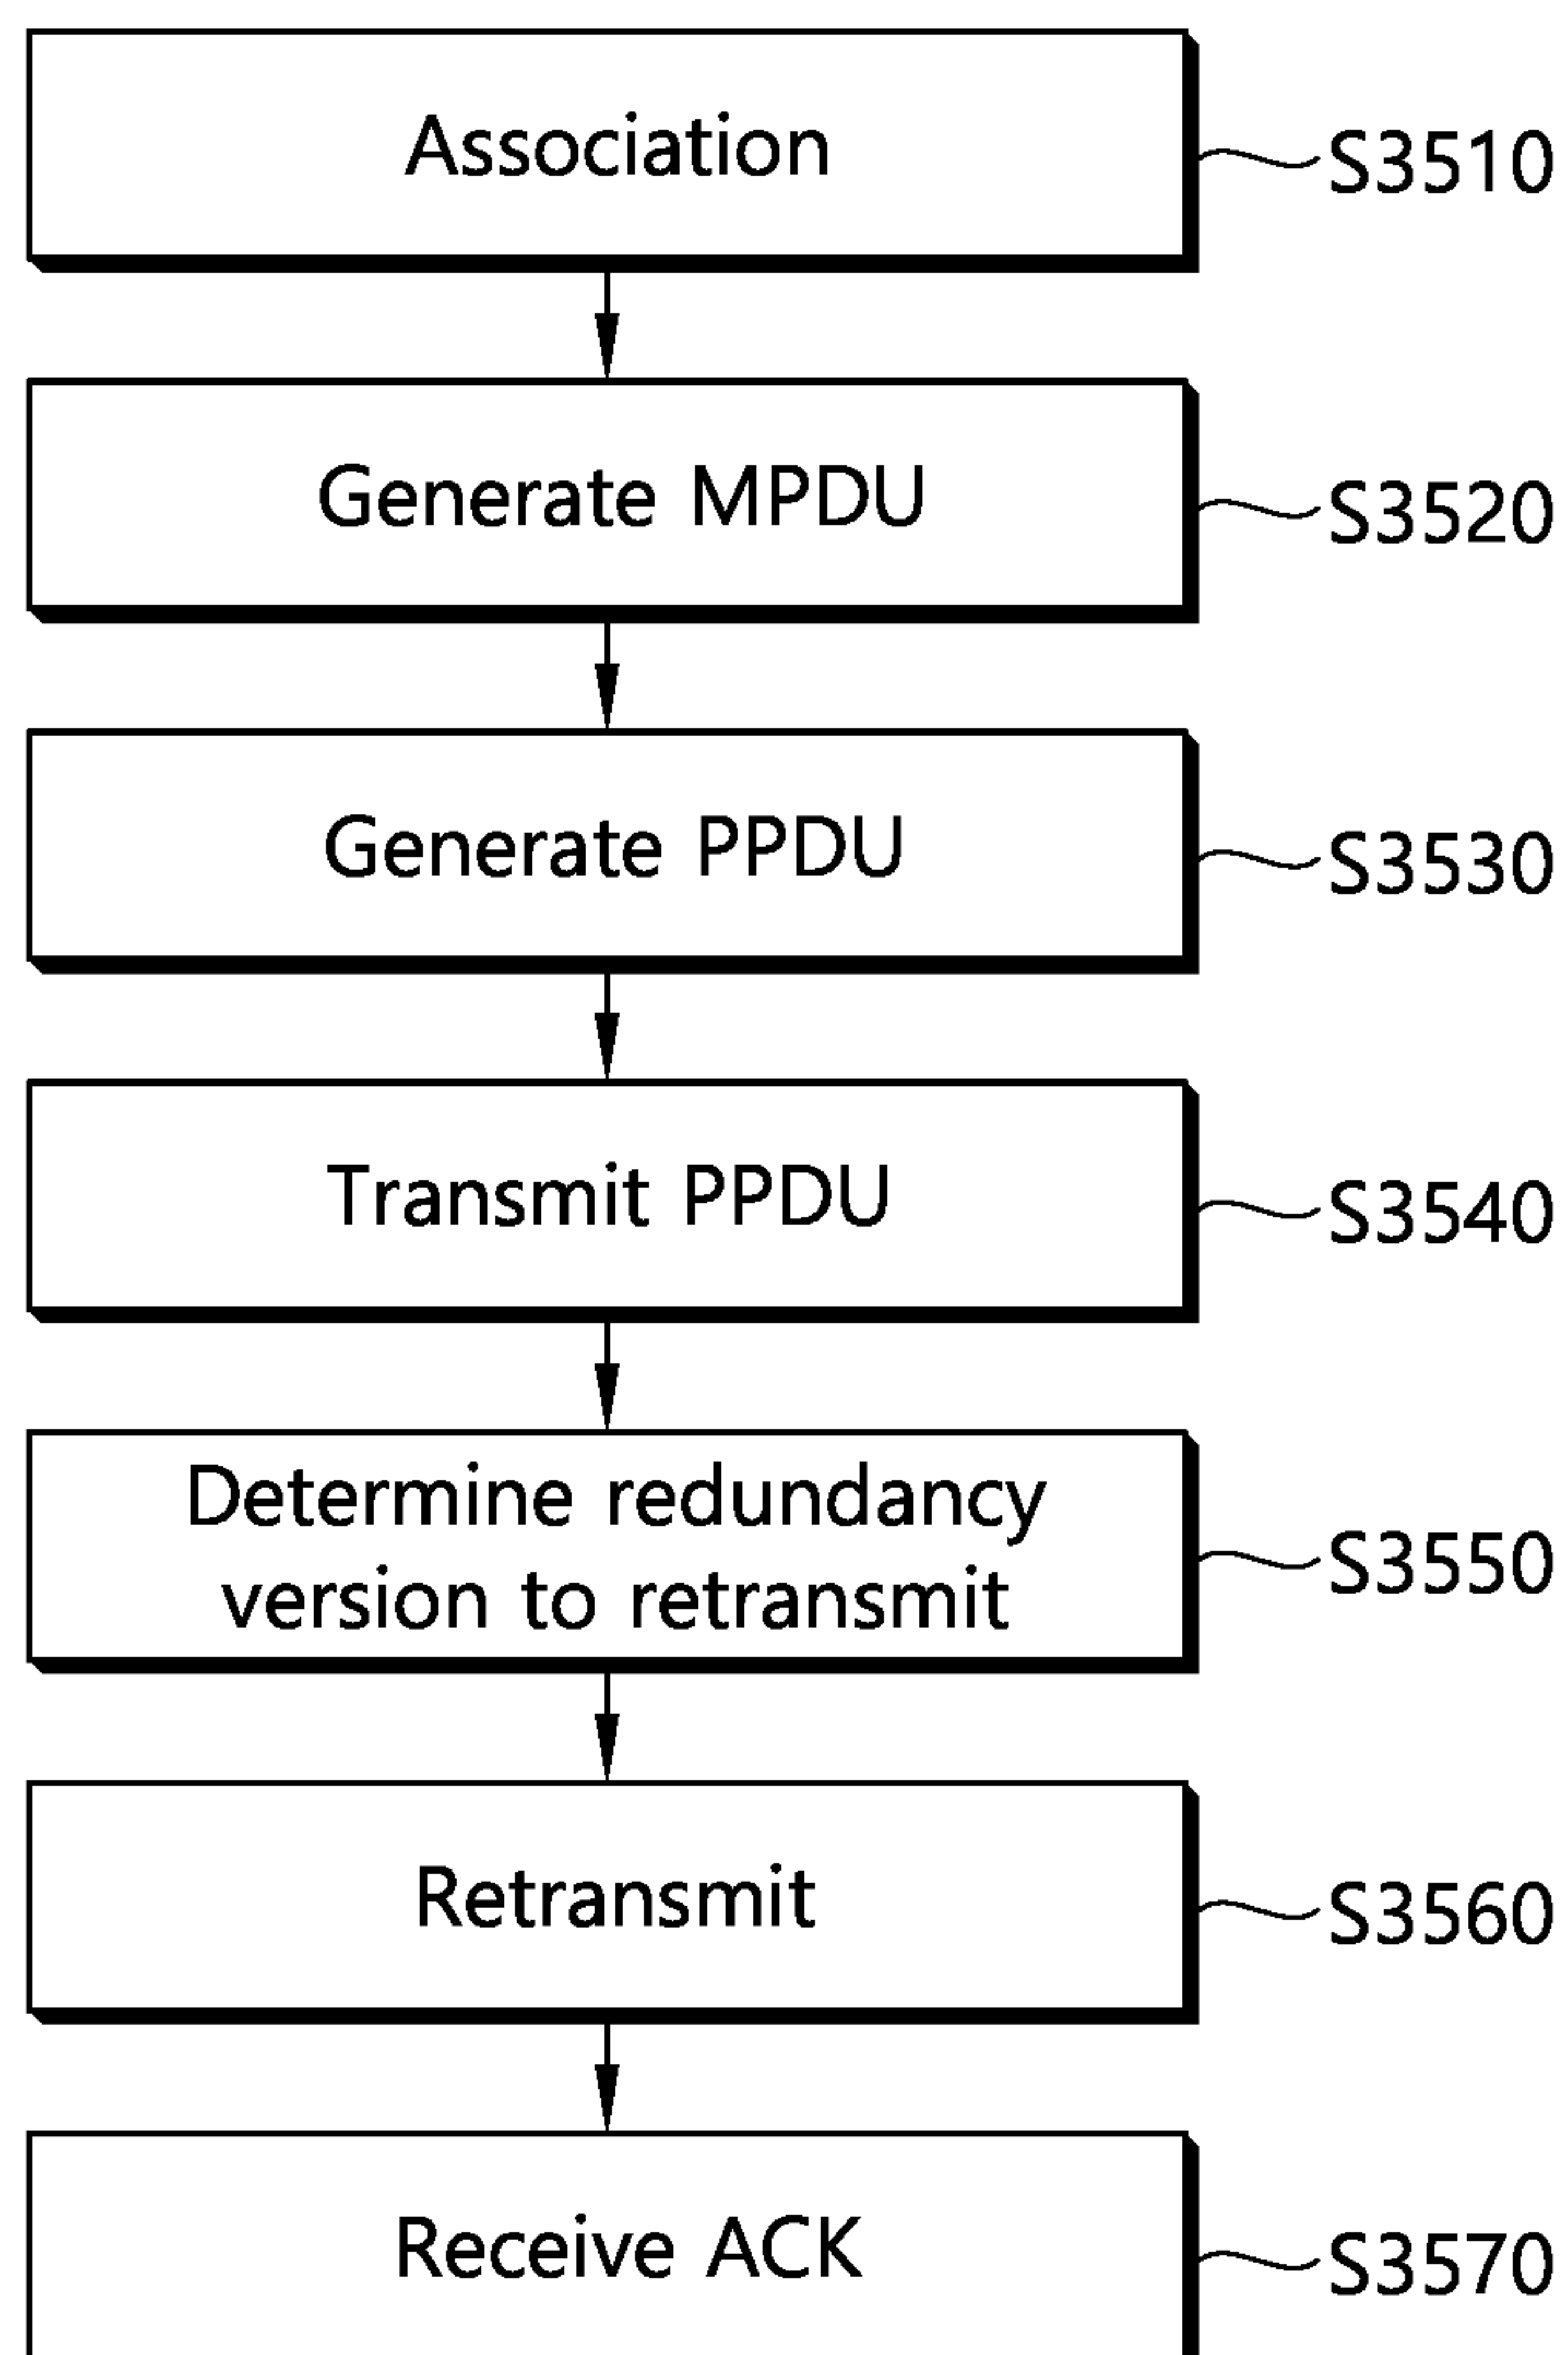 Association
S3510
Generate MPDU
S3520
Generate PPDU
S3530
Transmit PPDU
S3540
Determine redundancy
version to retransmit
S3550
Retransmit
S3560
Receive ACK
S3570